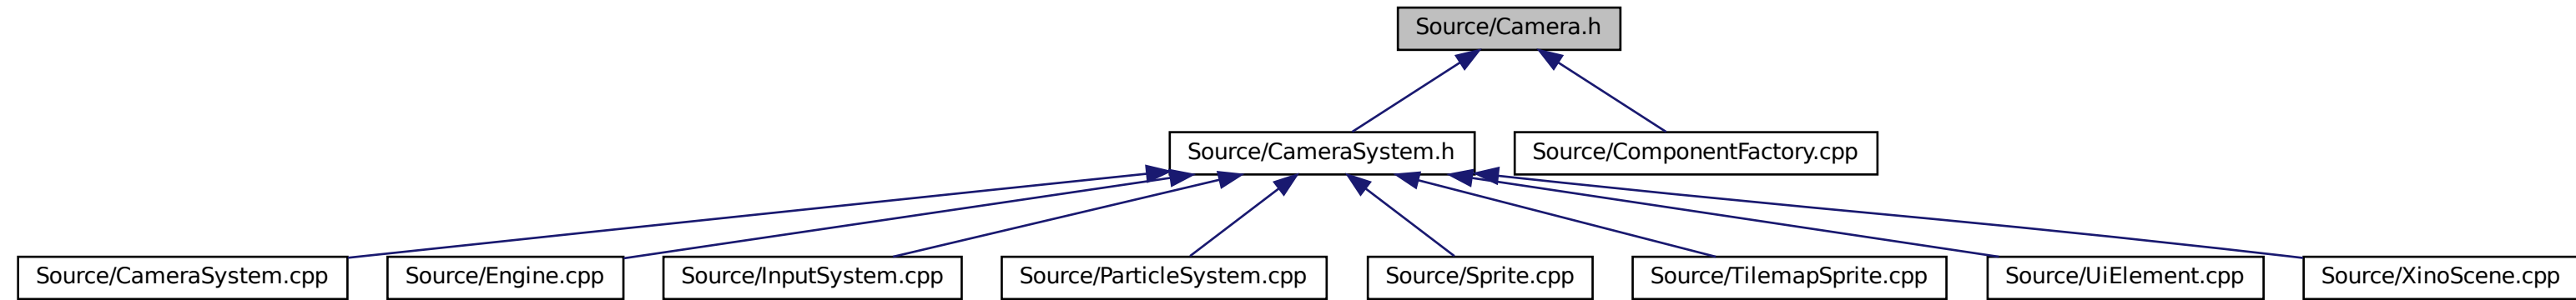 Source/Camera.h
Source/CameraSystem.h
Source/ComponentFactory.cpp
Source/CameraSystem.cpp
Source/Engine.cpp
Source/InputSystem.cpp
Source/ParticleSystem.cpp
Source/Sprite.cpp
Source/TilemapSprite.cpp
Source/UiElement.cpp
Source/XinoScene.cpp